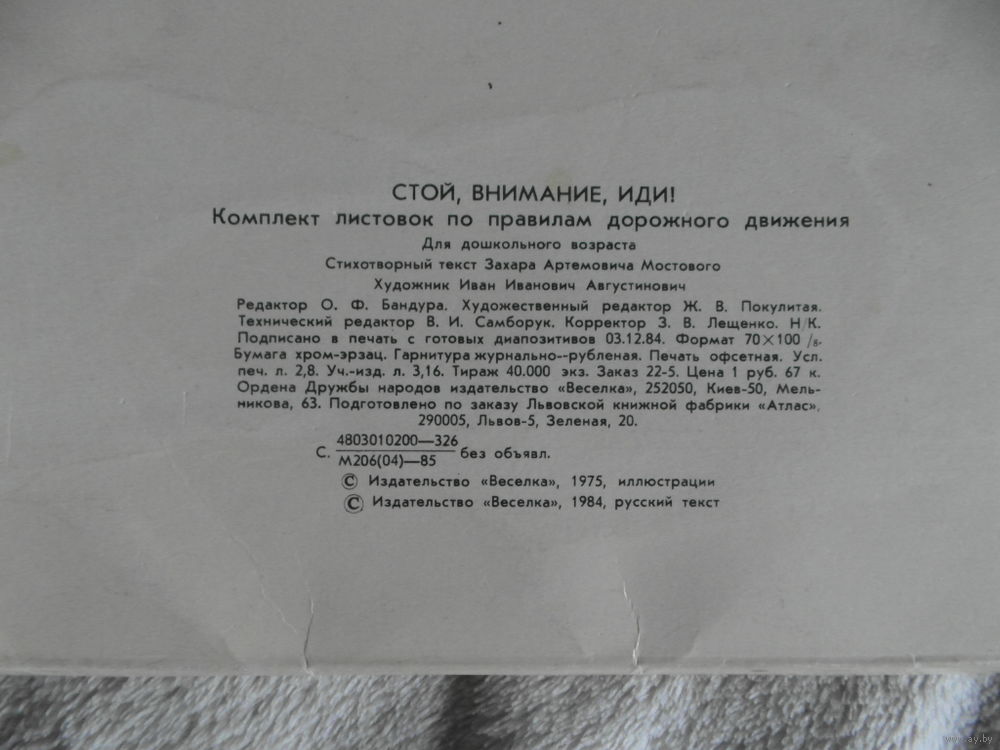 СТОЙ, ВНИМАНИЕ, ИДИ!
Комплект листовок по правилам дорожного движения
Для дошкольного возраста
Стихотворный текст Захара Артемовича Мостового
Художник Иван Иванович Августинович
Редактор О. Ф. Бандура. Художественный редактор Ж. В. Покулитая.
Технический редактор В. И. Самборук. Корректор З. В. Лещенко. Н/К.
Подписано в печать с готовых диапозитивов 03.12.84. Формат 70×100 /8.
Бумага хром-эрзац. Гарнитура журнально--рубленая. Печать офсетная. Усл.
печ. л. 2,8. Уч.-изд. л. 3,16. Тираж 40.000 экз. Заказ 22-5. Цена 1 руб. 67 к.
Ордена Дружбы народов издательство «Веселка», 252050, Киев-50, Мель-
никова, 63. Подготовлено по заказу Львовской книжной фабрики «Атлас»,
290005, Львов-5, Зеленая, 20.
4803010200—326
С. без объявл.
М206(04)—85
© Издательство «Веселка», 1975, иллюстрации
© Издательство «Веселка», 1984, русский текст